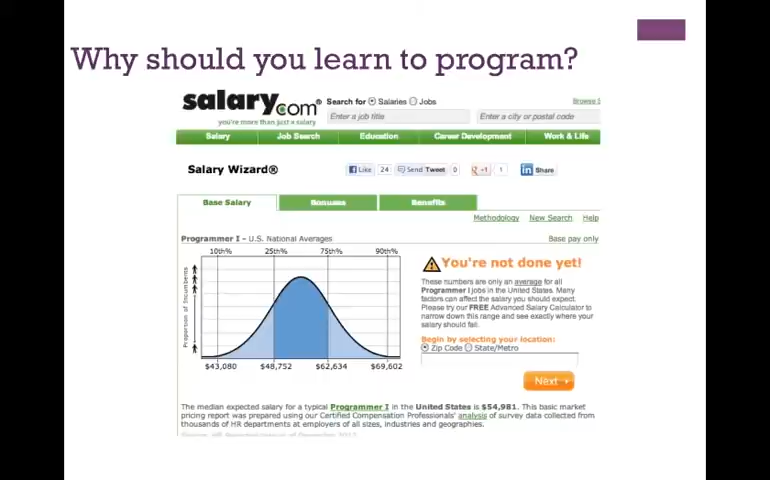 Why should you learn to program?
salary.com®
you're more than just a salary
Search for Salaries Jobs
Browse S
Enter a job title
Enter a city or postal code
Salary Job Search Education Career Development Work & Life
Salary Wizard®
Like 24 Send Tweet 0 +1 1 in Share
Base Salary Bonuses Benefits
Methodology New Search Help
Programmer I – U.S. National Averages
Base pay only
10th% 25th% 75th% 90th%
Proportion of Incumbents
$43,080 $48,752 $62,634 $69,602
You're not done yet!
These numbers are only an average for all
Programmer I jobs in the United States. Many
factors can affect the salary you should expect.
Please try our FREE Advanced Salary Calculator to
narrow down this range and see exactly where your
salary should fall.
Begin by selecting your location:
Zip Code State/Metro
Next
The median expected salary for a typical Programmer I in the United States is $54,981. This basic market
pricing report was prepared using our Certified Compensation Professionals' analysis of survey data collected from
thousands of HR departments at employers of all sizes, industries and geographies.